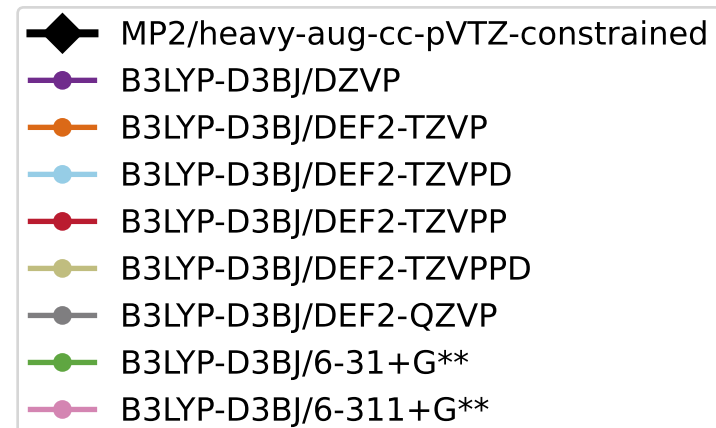 MP2/heavy-aug-cc-pVTZ-constrained
B3LYP-D3BJ/DZVP
B3LYP-D3BJ/DEF2-TZVP
B3LYP-D3BJ/DEF2-TZVPD
B3LYP-D3BJ/DEF2-TZVPP
B3LYP-D3BJ/DEF2-TZVPPD
B3LYP-D3BJ/DEF2-QZVP
B3LYP-D3BJ/6-31+G**
B3LYP-D3BJ/6-311+G**